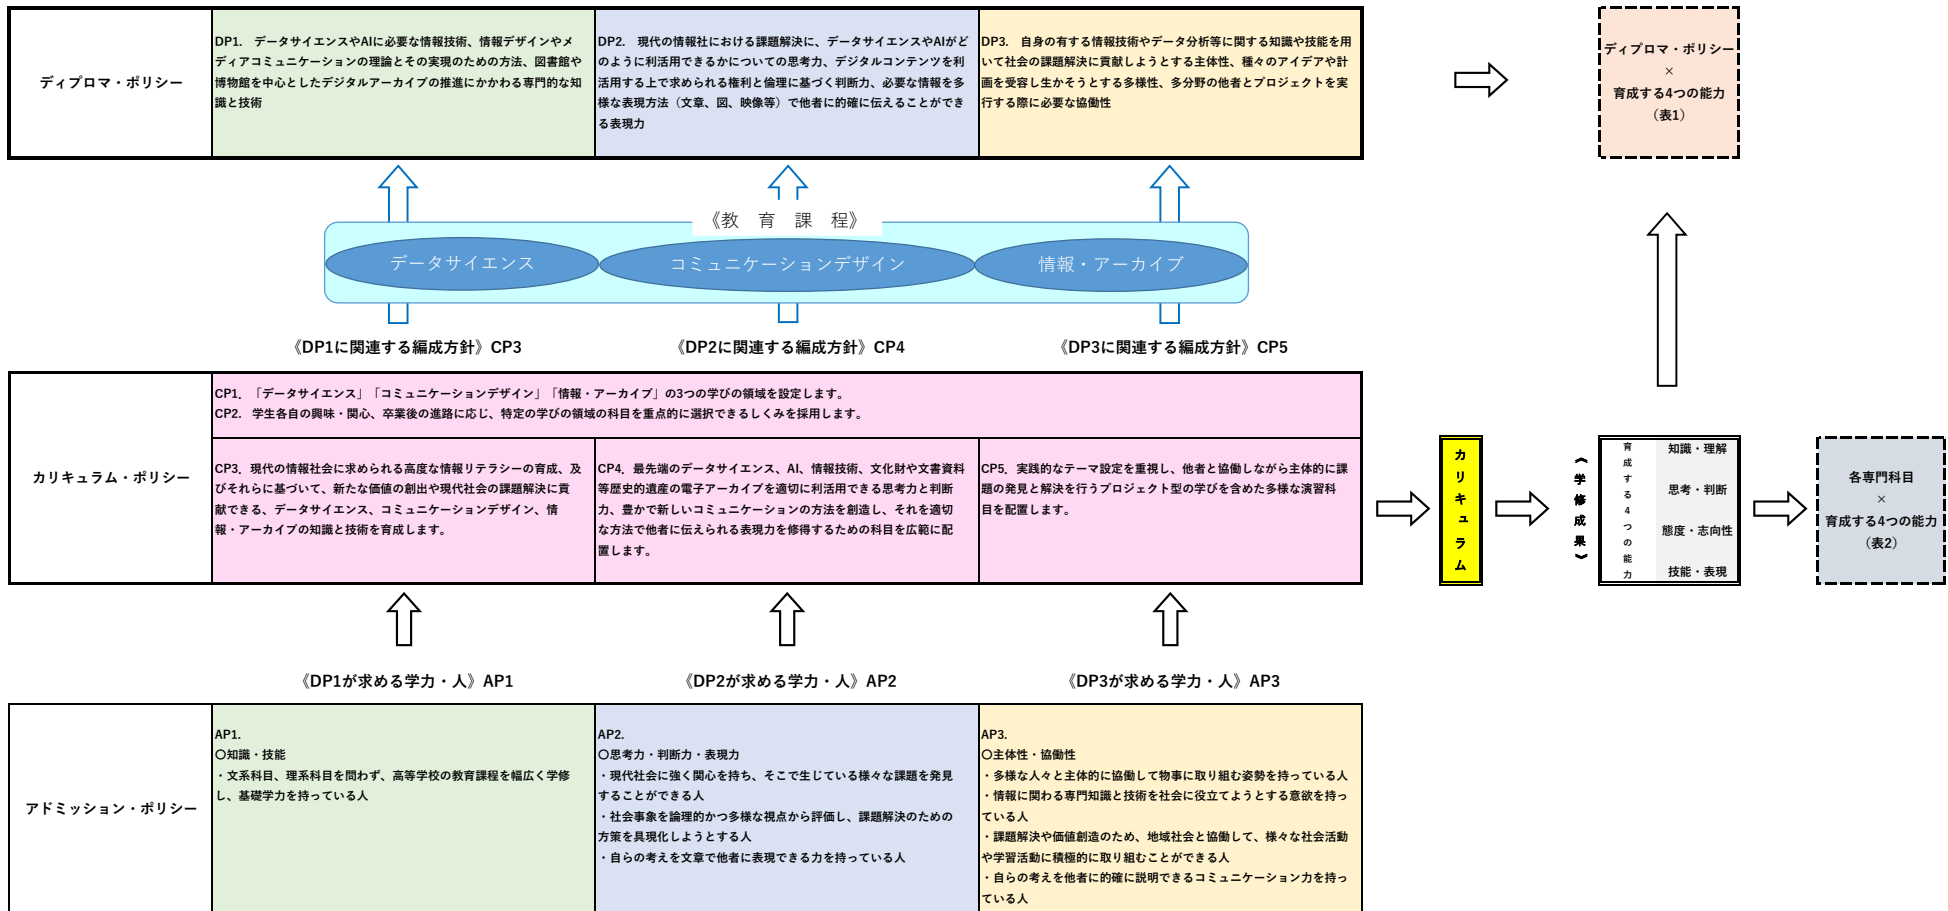 ディプロマ・ポリシー
DP1.　データサイエンスやAIに必要な情報技術、情報デザインやメ
ディアコミュニケーションの理論とその実現のための方法、図書館や
博物館を中心としたデジタルアーカイブの推進にかかわる専門的な知
識と技術
DP2.　現代の情報社における課題解決に、データサイエンスやAIがど
のように利活用できるかについての思考力、デジタルコンテンツを利
活用する上で求められる権利と倫理に基づく判断力、必要な情報を多
様な表現方法（文章、図、映像等）で他者に的確に伝えることができ
る表現力
DP3.　自身の有する情報技術やデータ分析等に関する知識や技能を用
いて社会の課題解決に貢献しようとする主体性、種々のアイデアや計
画を受容し生かそうとする多様性、多分野の他者とプロジェクトを実
行する際に必要な協働性
ディプロマ・ポリシー
×
育成する4つの能力
（表1）
《教　育　課　程》
データサイエンス
コミュニケーションデザイン
情報・アーカイブ
《DP1に関連する編成方針》CP3
《DP2に関連する編成方針》CP4
《DP3に関連する編成方針》CP5
カリキュラム・ポリシー
CP1. 「データサイエンス」「コミュニケーションデザイン」「情報・アーカイブ」の3つの学びの領域を設定します。
CP2.　学生各自の興味・関心、卒業後の進路に応じ、特定の学びの領域の科目を重点的に選択できるしくみを採用します。
CP3. 現代の情報社会に求められる高度な情報リテラシーの育成、及
びそれらに基づいて、新たな価値の創出や現代社会の課題解決に貢
献できる、データサイエンス、コミュニケーションデザイン、情
報・アーカイブの知識と技術を育成します。
CP4. 最先端のデータサイエンス、AI、情報技術、文化財や文書資料
等歴史的遺産の電子アーカイブを適切に利活用できる思考力と判断
力、豊かで新しいコミュニケーションの方法を創造し、それを適切
な方法で他者に伝えられる表現力を修得するための科目を広範に配
置します。
CP5. 実践的なテーマ設定を重視し、他者と協働しながら主体的に課
題の発見と解決を行うプロジェクト型の学びを含めた多様な演習科
目を配置します。
カリキュラム
《学修成果》
育成する4つの能力
知識・理解
思考・判断
態度・志向性
技能・表現
各専門科目
×
育成する4つの能力
（表2）
《DP1が求める学力・人》AP1
《DP2が求める学力・人》AP2
《DP3が求める学力・人》AP3
アドミッション・ポリシー
AP1.
〇知識・技能
・文系科目、理系科目を問わず、高等学校の教育課程を幅広く学修
し、基礎学力を持っている人
AP2.
〇思考力・判断力・表現力
・現代社会に強く関心を持ち、そこで生じている様々な課題を発見
することができる人
・社会事象を論理的かつ多様な視点から評価し、課題解決のための
方策を具現化しようとする人
・自らの考えを文章で他者に表現できる力を持っている人
AP3.
〇主体性・協働性
・多様な人々と主体的に協働して物事に取り組む姿勢を持っている人
・情報に関わる専門知識と技術を社会に役立てようとする意欲を持っ
ている人
・課題解決や価値創造のため、地域社会と協働して、様々な社会活動
や学習活動に積極的に取り組むことができる人
・自らの考えを他者に的確に説明できるコミュニケーション力を持っ
ている人